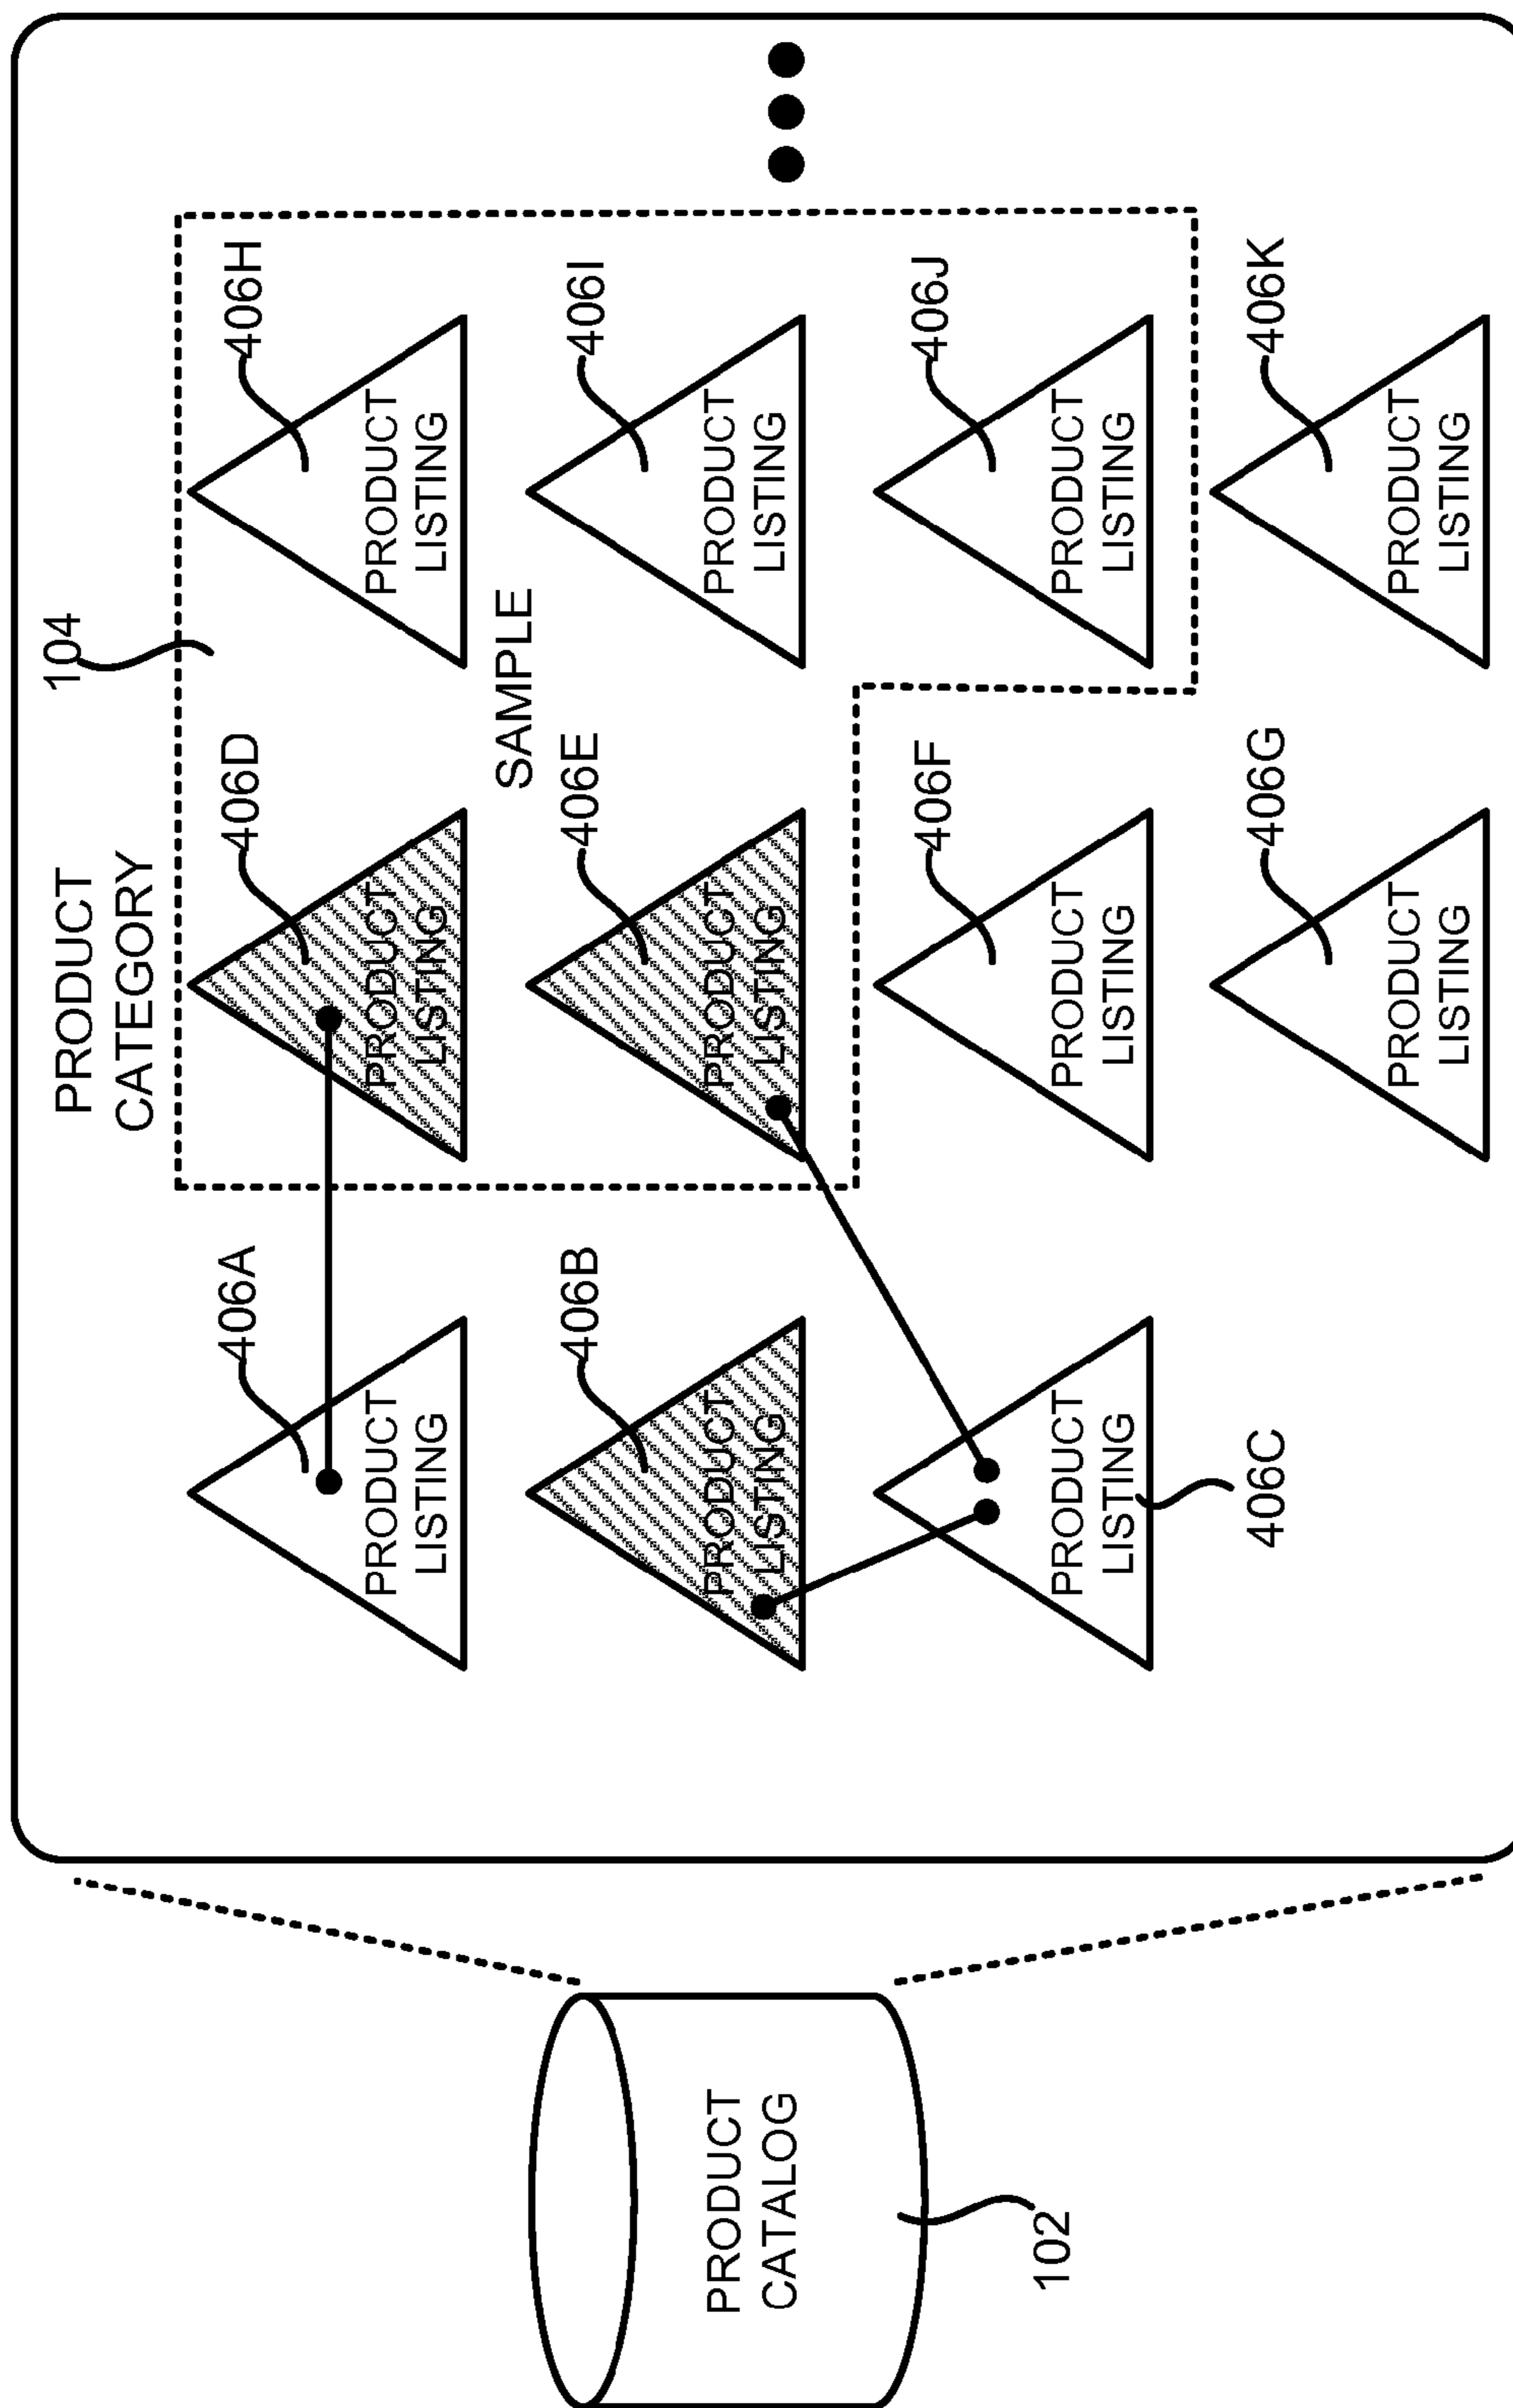 PRODUCT
CATEGORY
104
406A
406D
406H
PRODUCT
LISTING
PRODUCT
LISTING
PRODUCT
LISTING
SAMPLE
406B
406E
406I
PRODUCT
LISTING
PRODUCT
LISTING
PRODUCT
LISTING
PRODUCT
CATALOG
406F
406J
PRODUCT
LISTING
PRODUCT
LISTING
PRODUCT
LISTING
102
406C
406G
406K
PRODUCT
LISTING
PRODUCT
LISTING